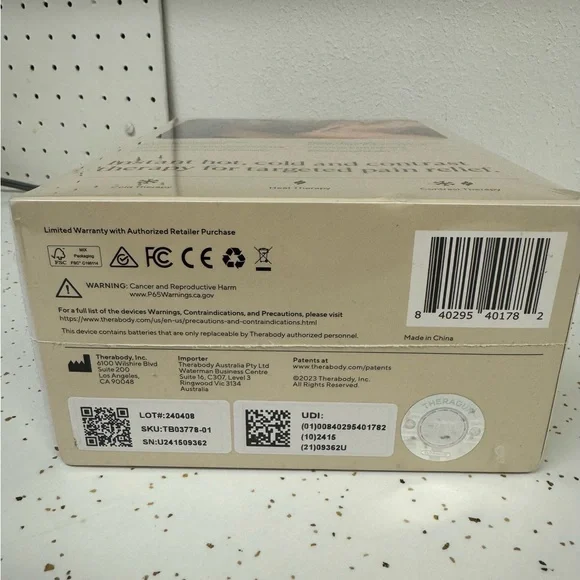 Instant hot, cold and contrast
therapy for targeted pain relief.
Cold Therapy
Heat Therapy
Contrast Therapy
Limited Warranty with Authorized Retailer Purchase
FSC
MIX
Packaging
FSC® C166114
FC CE
WARNING: Cancer and Reproductive Harm
www.P65Warnings.ca.gov
For a full list of the devices Warnings, Contraindications, and Precautions, please visit
https://www.therabody.com/us/en-us/precautions-and-contraindications.html
This device contains batteries that are only replaceable by Therabody authorized personnel.
8 40295 40178 2
Made in China
Therabody, Inc.
6100 Wilshire Blvd
Suite 200
Los Angeles,
CA 90048
Importer
Therabody Australia Pty Ltd
Waterman Business Centre
Suite 16, C307, Level 3
Ringwood Vic 3134
Australia
Patents at
www.therabody.com/patents
©2023 Therabody, Inc.
All Rights Reserved.
LOT#:240408
SKU:TB03778-01
SN:U241509362
UDI:
(01)00840295401782
(10)2415
(21)09362U